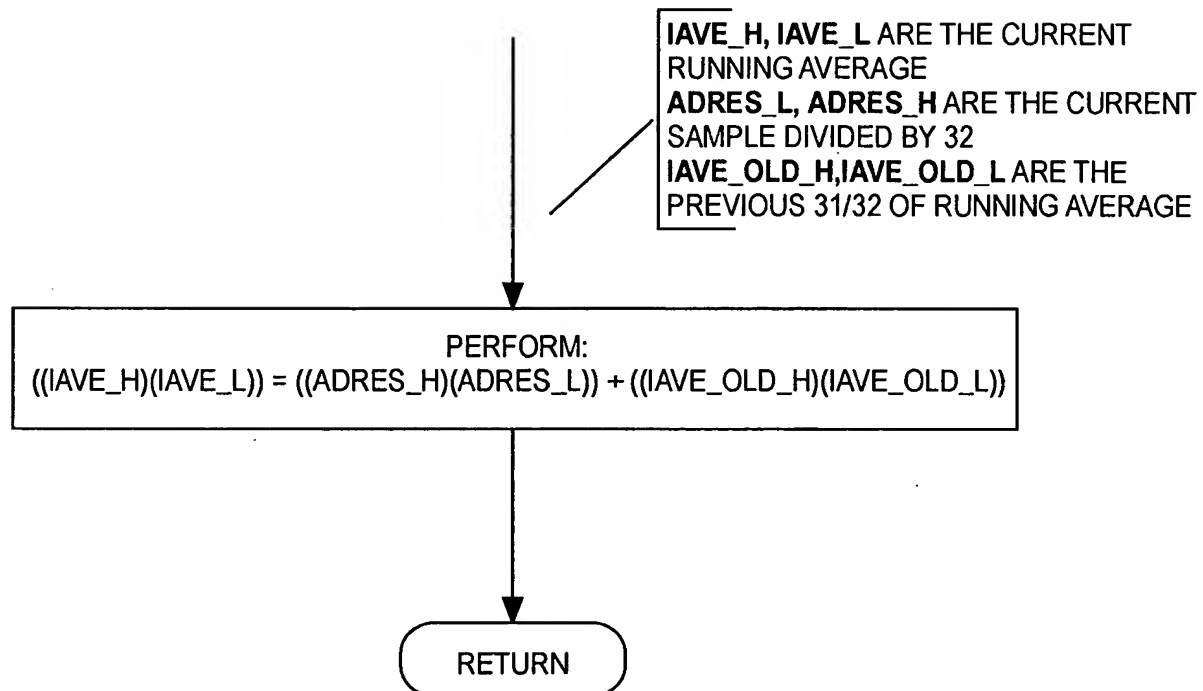 IAVE_H, IAVE_L ARE THE CURRENT
RUNNING AVERAGE
ADRES_L, ADRES_H ARE THE CURRENT
SAMPLE DIVIDED BY 32
IAVE_OLD_H,IAVE_OLD_L ARE THE
PREVIOUS 31/32 OF RUNNING AVERAGE
PERFORM:
((IAVE_H)(IAVE_L)) = ((ADRES_H)(ADRES_L)) + ((IAVE_OLD_H)(IAVE_OLD_L))
RETURN